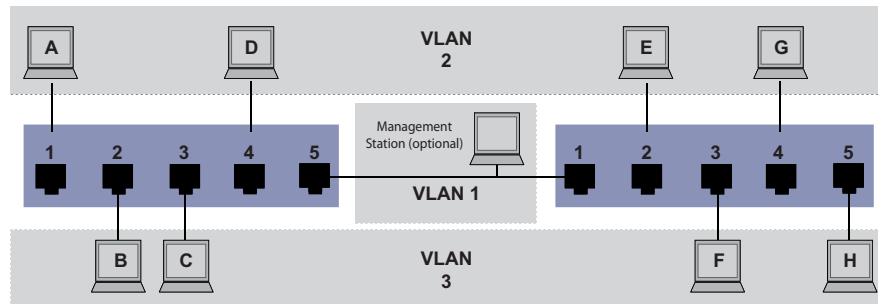 A
D
VLAN
2
E
G
1 2 3 4 5
Management
Station (optional)
VLAN 1
1 2 3 4 5
B
C
VLAN
3
F
H